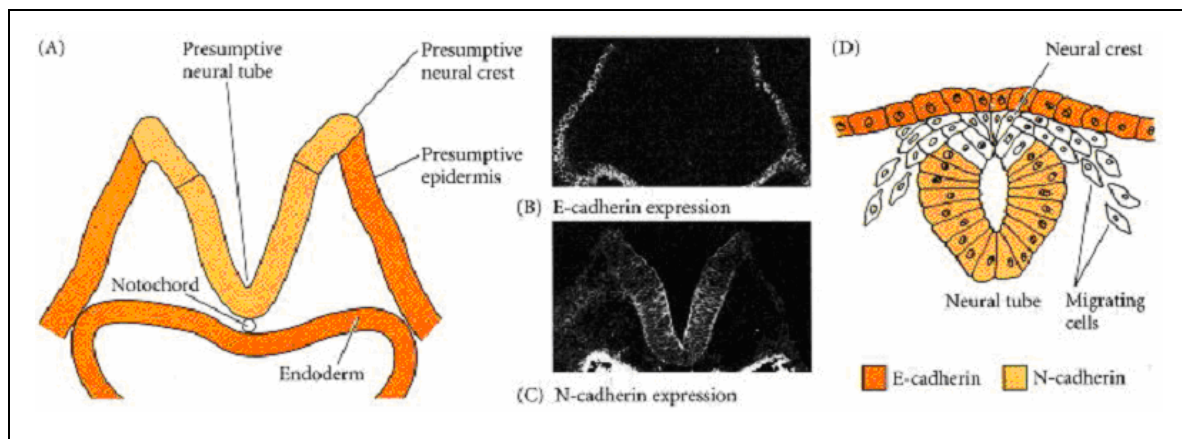 (A)
Presumptive
neural tube
Presumptive
neural crest
Presumptive
epidermis
Notochord
Endoderm
(B) E-cadherin expression
(C) N-cadherin expression
(D)
Neural crest
Neural tube
Migrating
cells
E-cadherin
N-cadherin